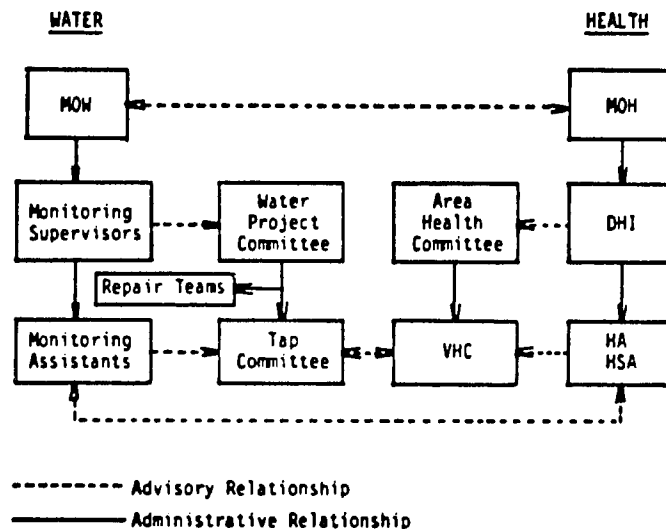 WATER
HEALTH
MOW
MOH
Monitoring
Supervisors
Water
Project
Committee
Area
Health
Committee
DHI
Repair Teams
Monitoring
Assistants
Tap
Committee
VHC
HA
HSA
Advisory Relationship
Administrative Relationship